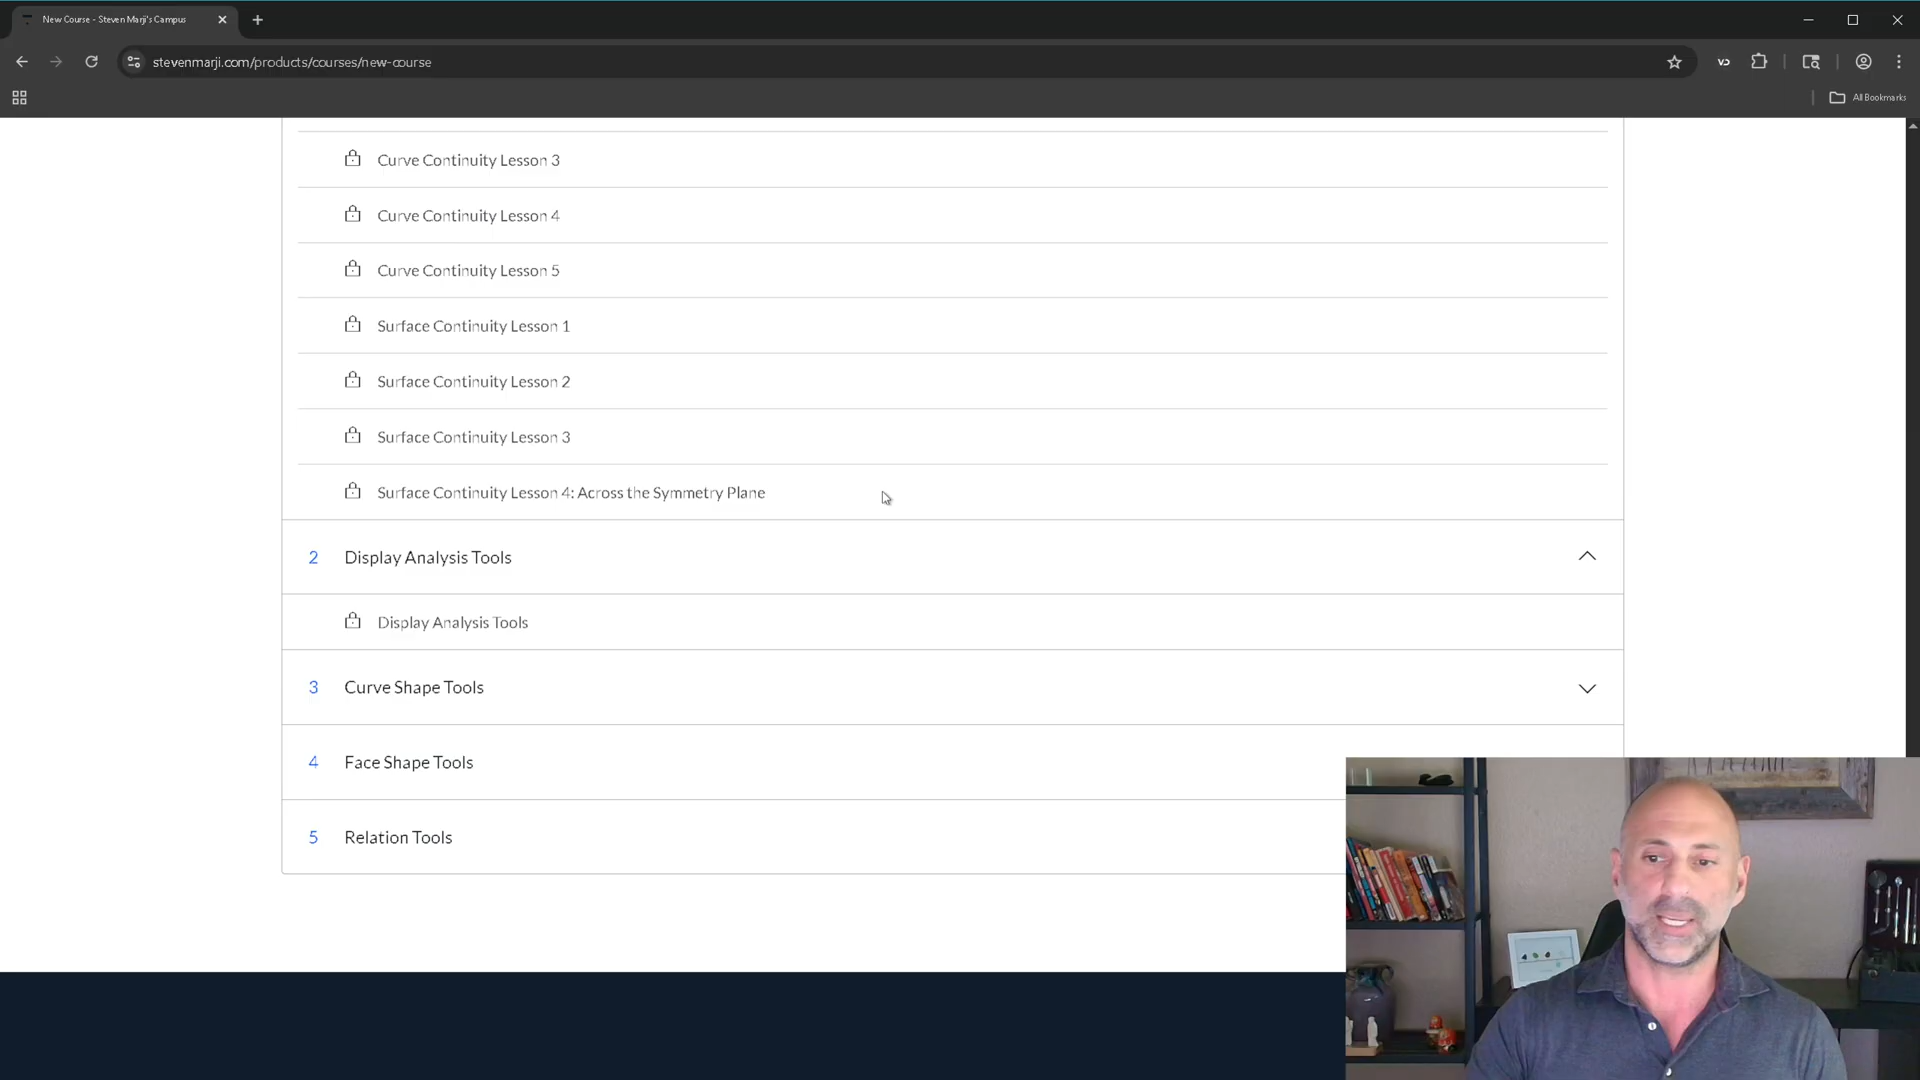 New Course - Steven Marji's Campus
stevenmarji.com/products/courses/new-course
All Bookmarks
Curve Continuity Lesson 3
Curve Continuity Lesson 4
Curve Continuity Lesson 5
Surface Continuity Lesson 1
Surface Continuity Lesson 2
Surface Continuity Lesson 3
Surface Continuity Lesson 4: Across the Symmetry Plane
2 Display Analysis Tools
Display Analysis Tools
3 Curve Shape Tools
4 Face Shape Tools
5 Relation Tools